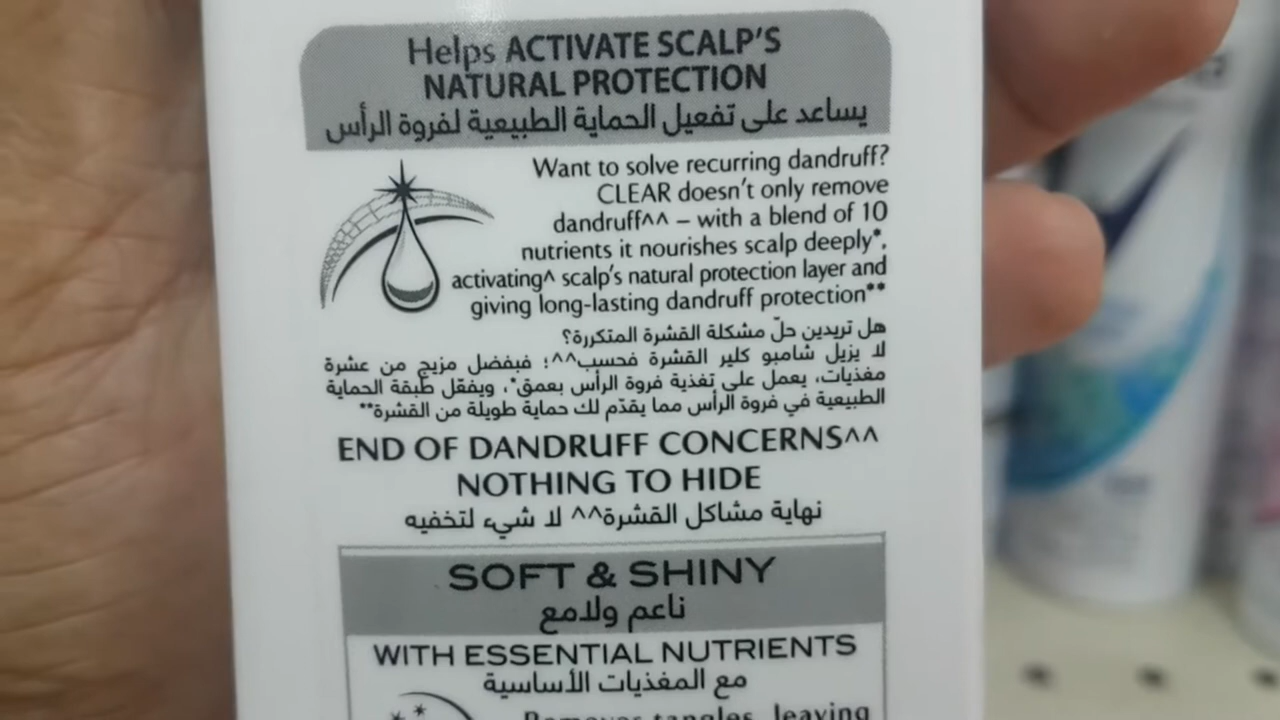 Helps ACTIVATE SCALP'S
NATURAL PROTECTION
يساعد على تفعيل الحماية الطبيعية لفروة الرأس
Want to solve recurring dandruff?
CLEAR doesn't only remove
dandruff^^ – with a blend of 10
nutrients it nourishes scalp deeply*,
activating^ scalp's natural protection layer and
giving long-lasting dandruff protection**
هل تريدين حلّ مشكلة القشرة المتكررة؟
لا يزيل شامبو كلير القشرة فحسب^^؛ فبفضل مزيج من عشرة
مغذيات، يعمل على تغذية فروة الرأس بعمق*، ويفعّل طبقة الحماية
الطبيعية في فروة الرأس مما يقدّم لك حماية طويلة من القشرة**
END OF DANDRUFF CONCERNS^^
NOTHING TO HIDE
نهاية مشاكل القشرة^^ لا شيء لتخفيه
SOFT & SHINY
ناعم ولامع
WITH ESSENTIAL NUTRIENTS
مع المغذيات الأساسية
Removes tangles, leaving